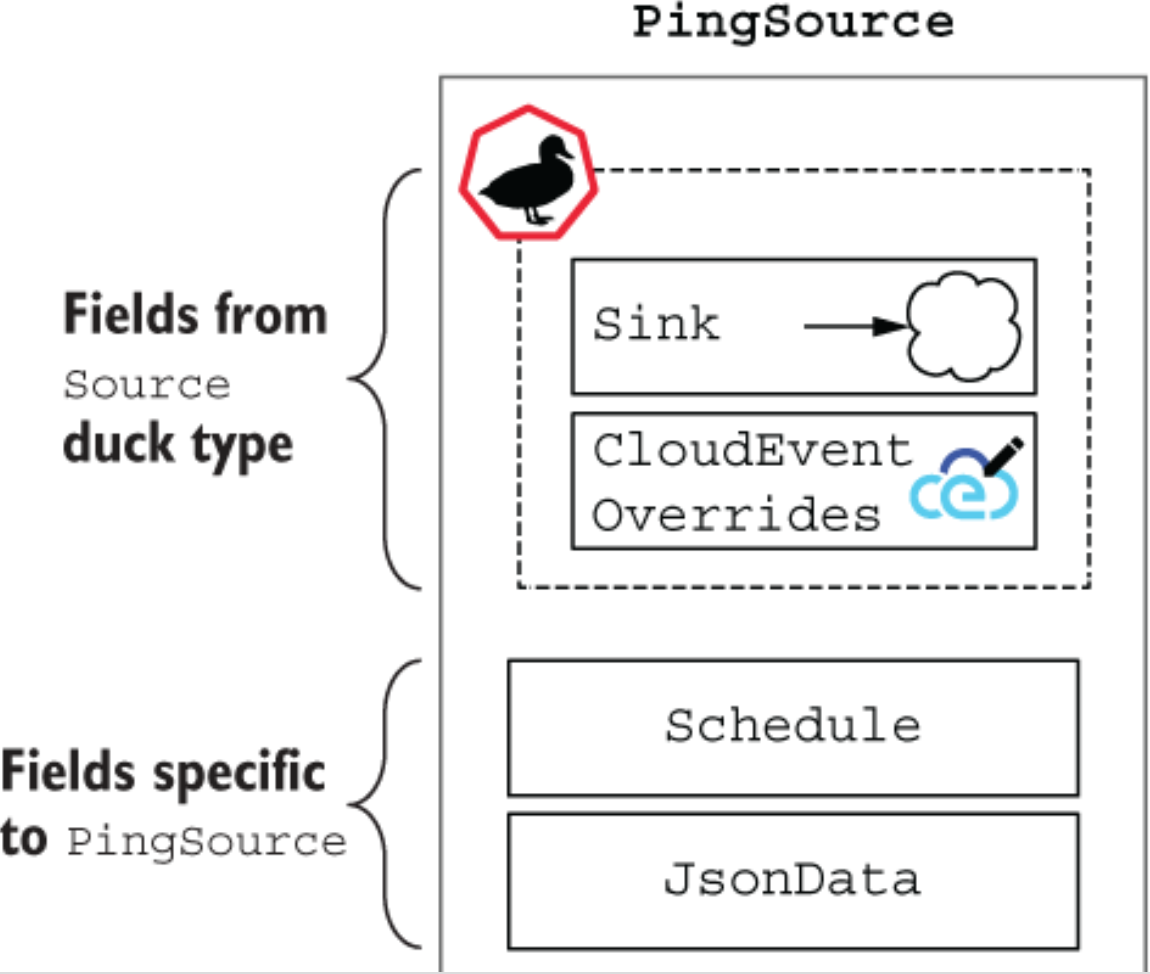 PingSource
Fields from
Source
duck type
Sink
CloudEvent
Overrides
Fields specific
to PingSource
Schedule
JsonData